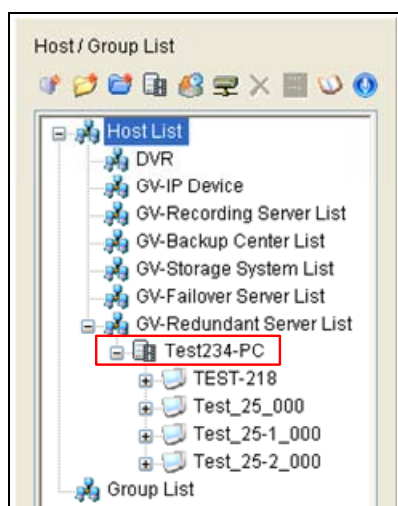 Host / Group List
Host List
DVR
GV-IP Device
GV-Recording Server List
GV-Backup Center List
GV-Storage System List
GV-Failover Server List
GV-Redundant Server List
Test234-PC
TEST-218
Test_25_000
Test_25-1_000
Test_25-2_000
Group List